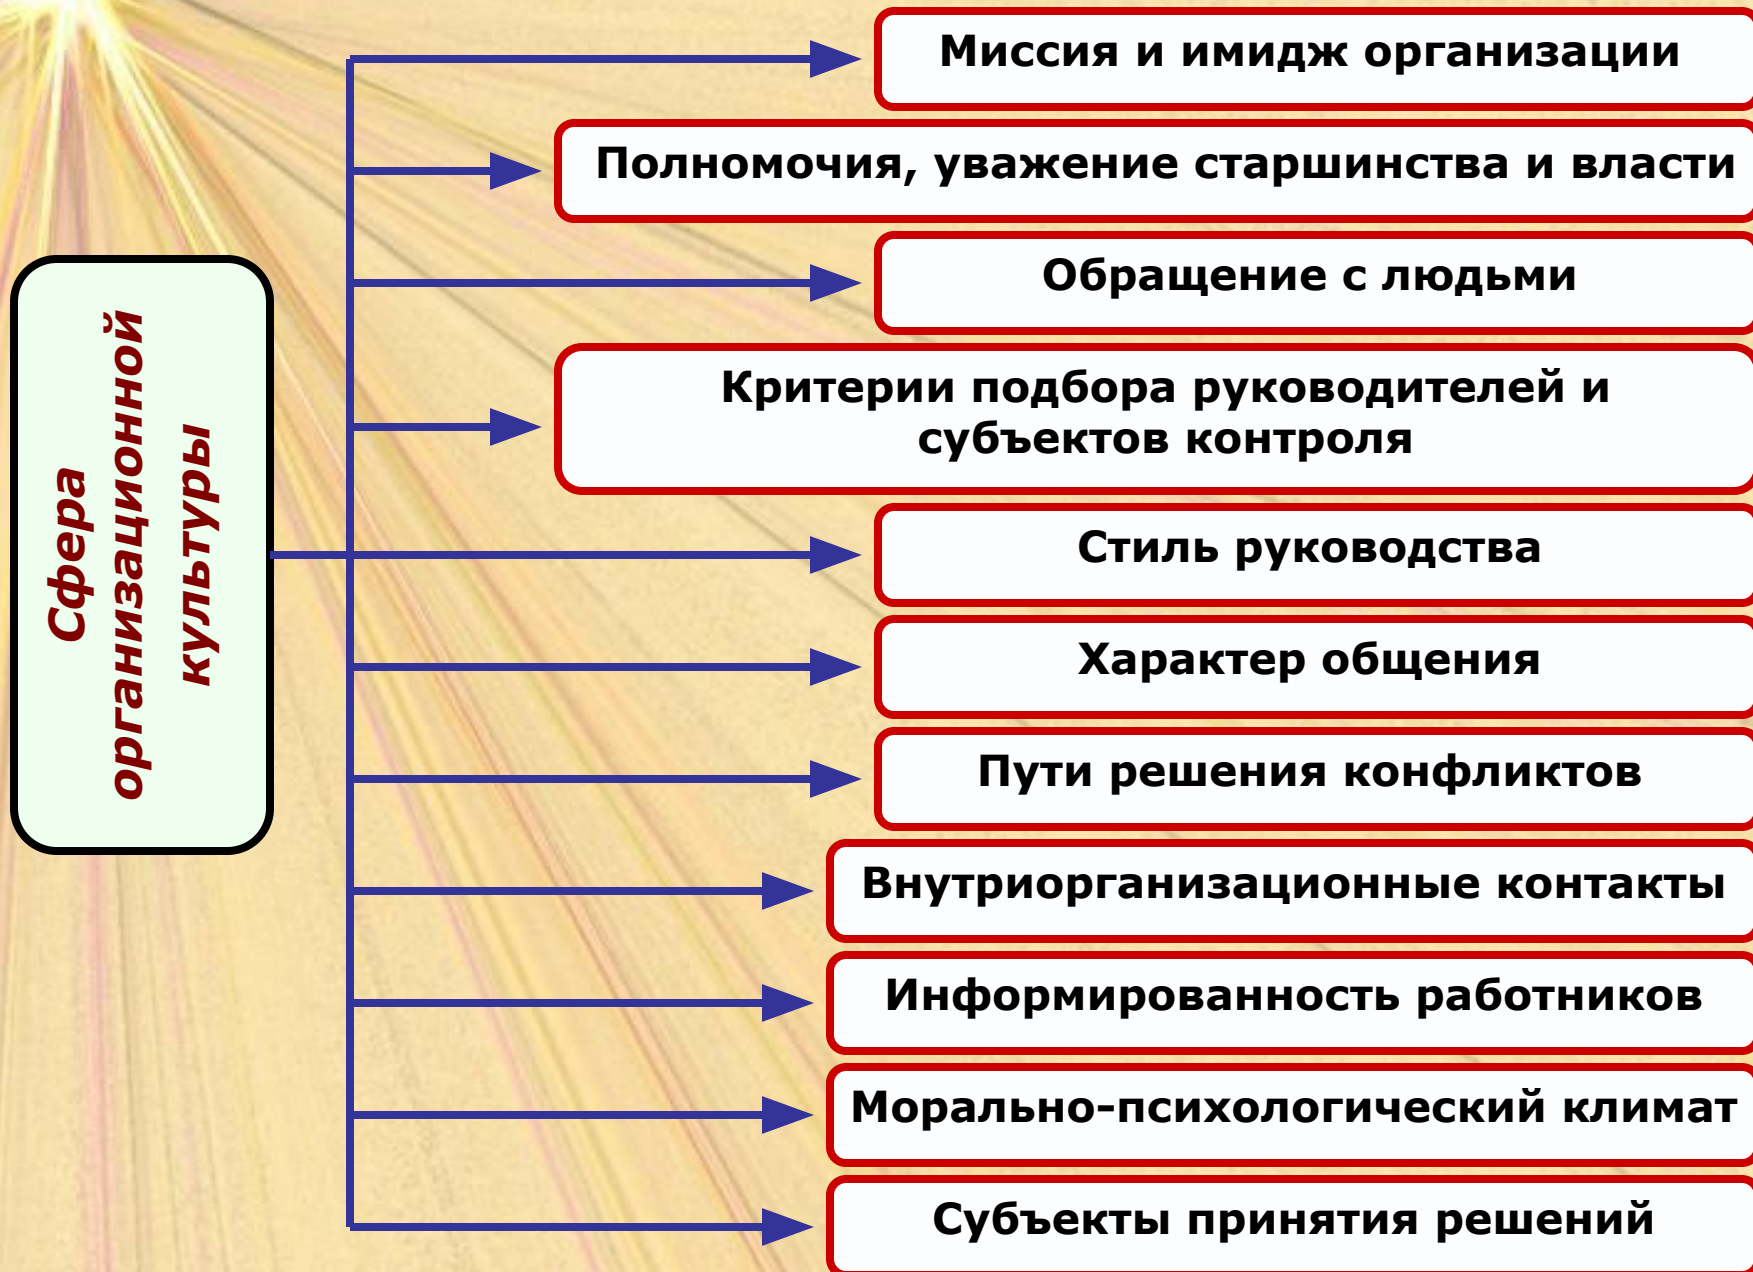 Сфера
организационной
культуры
Миссия и имидж организации
Полномочия, уважение старшинства и власти
Обращение с людьми
Критерии подбора руководителей и
субъектов контроля
Стиль руководства
Характер общения
Пути решения конфликтов
Внутриорганизационные контакты
Информированность работников
Морально-психологический климат
Субъекты принятия решений